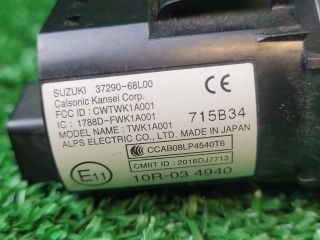 SUZUKI 37290-68L00
Calsonic Kansei Corp.
FCC ID : CWTWK1A001
IC : 1788D-FWK1A001
MODEL NAME : TWK1A001
715B34
ALPS ELECTRIC CO., LTD. MADE IN JAPAN
CCAB08LP4540T6
CMIIT ID : 2016DJ7713
E11
10R-03 4940
CE